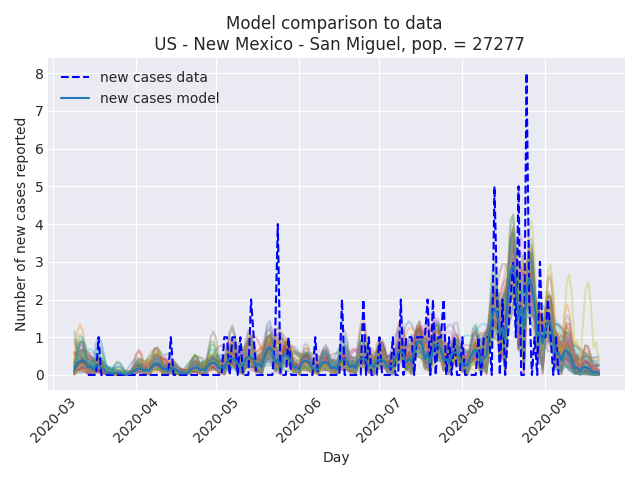 Model comparison to data
US - New Mexico - San Miguel, pop. = 27277
new cases data
new cases model
Number of new cases reported
8
7
6
5
4
3
2
1
0
2020-03
2020-04
2020-05
2020-06
2020-07
2020-08
2020-09
Day